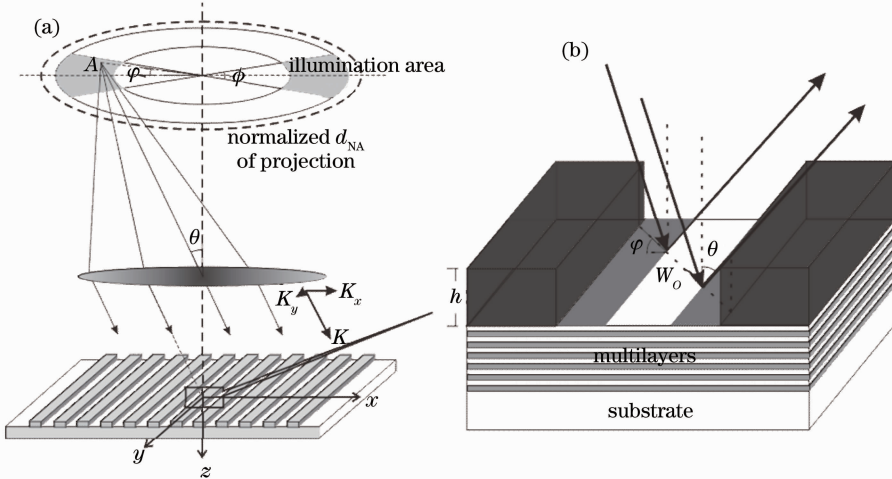 (a)
A
φ
ϕ
illumination area
normalized d_NA
of projection
θ
K_y
K_x
K
x
y
z
(b)
φ
θ
W_O
h
multilayers
substrate